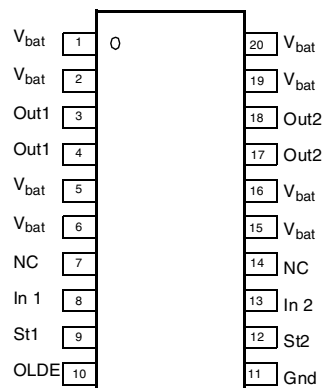 Vbat 1 20 Vbat
Vbat 2 19 Vbat
Out1 3 18 Out2
Out1 4 17 Out2
Vbat 5 16 Vbat
Vbat 6 15 Vbat
NC 7 14 NC
In 1 8 13 In 2
St1 9 12 St2
OLDE 10 11 Gnd